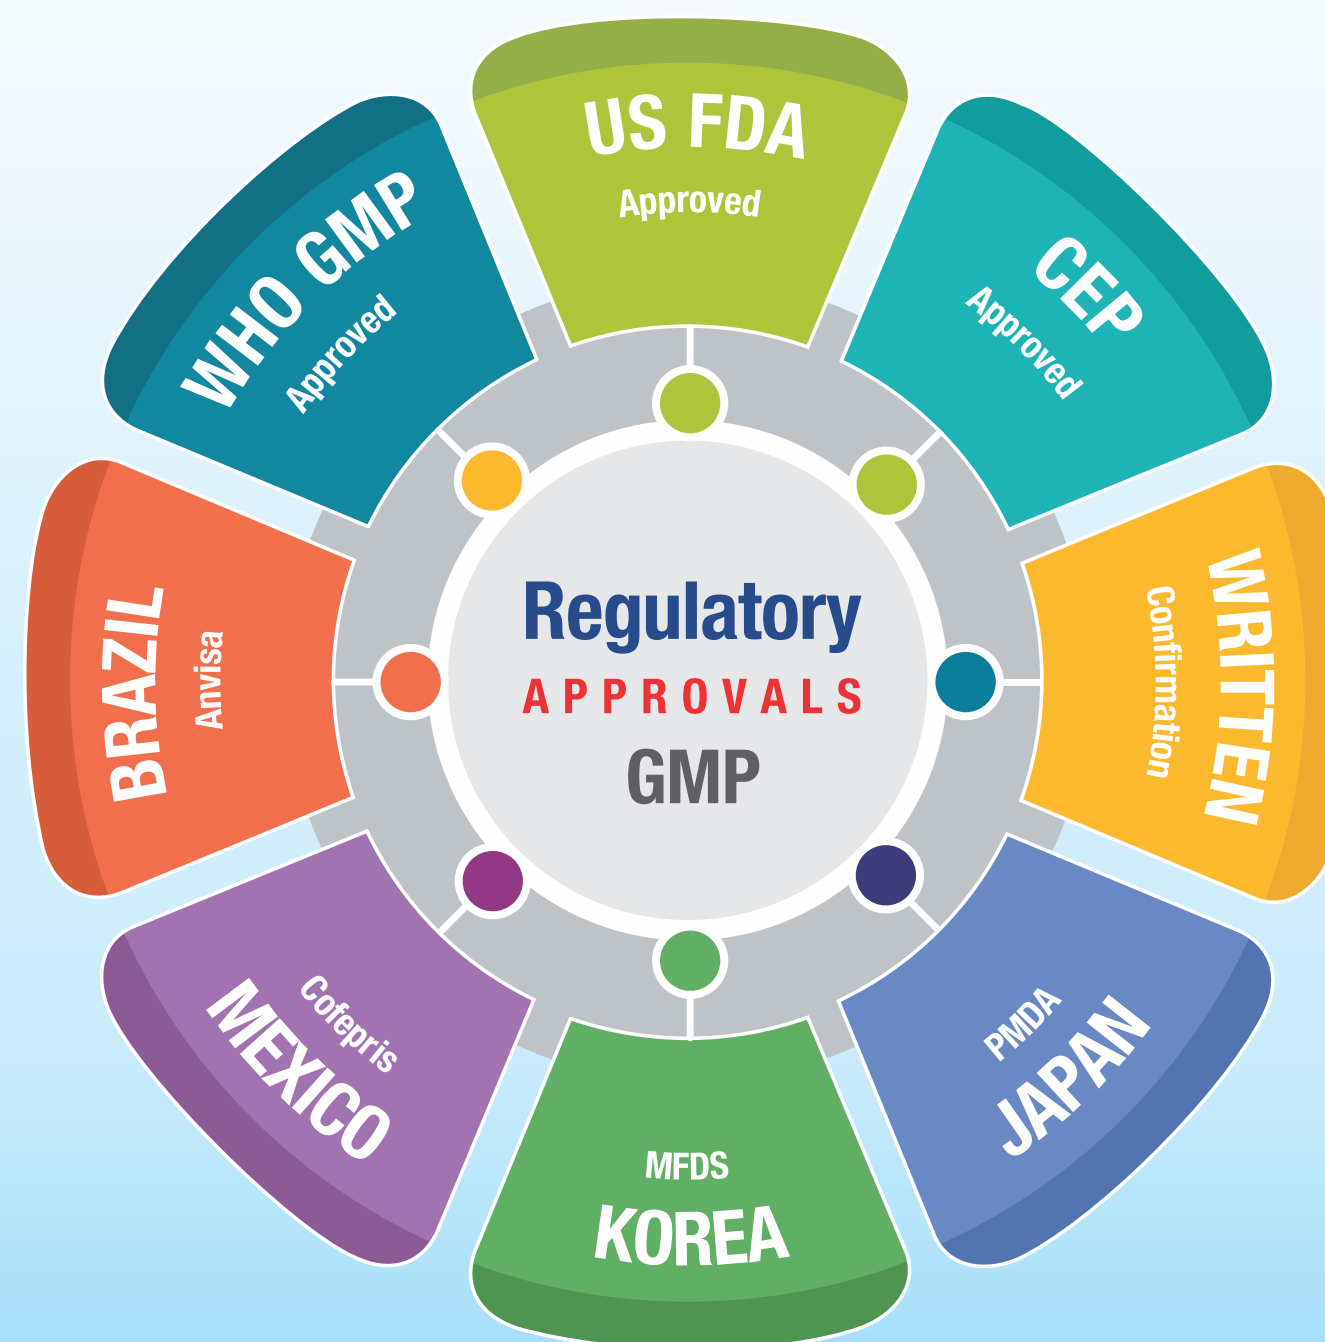 US FDA
Approved
CEP
Approved
WRITTEN
Confirmation
PMDA
JAPAN
MFDS
KOREA
Cofepris
MEXICO
BRAZIL
Anvisa
WHO GMP
Approved
Regulatory
APPROVALS
GMP